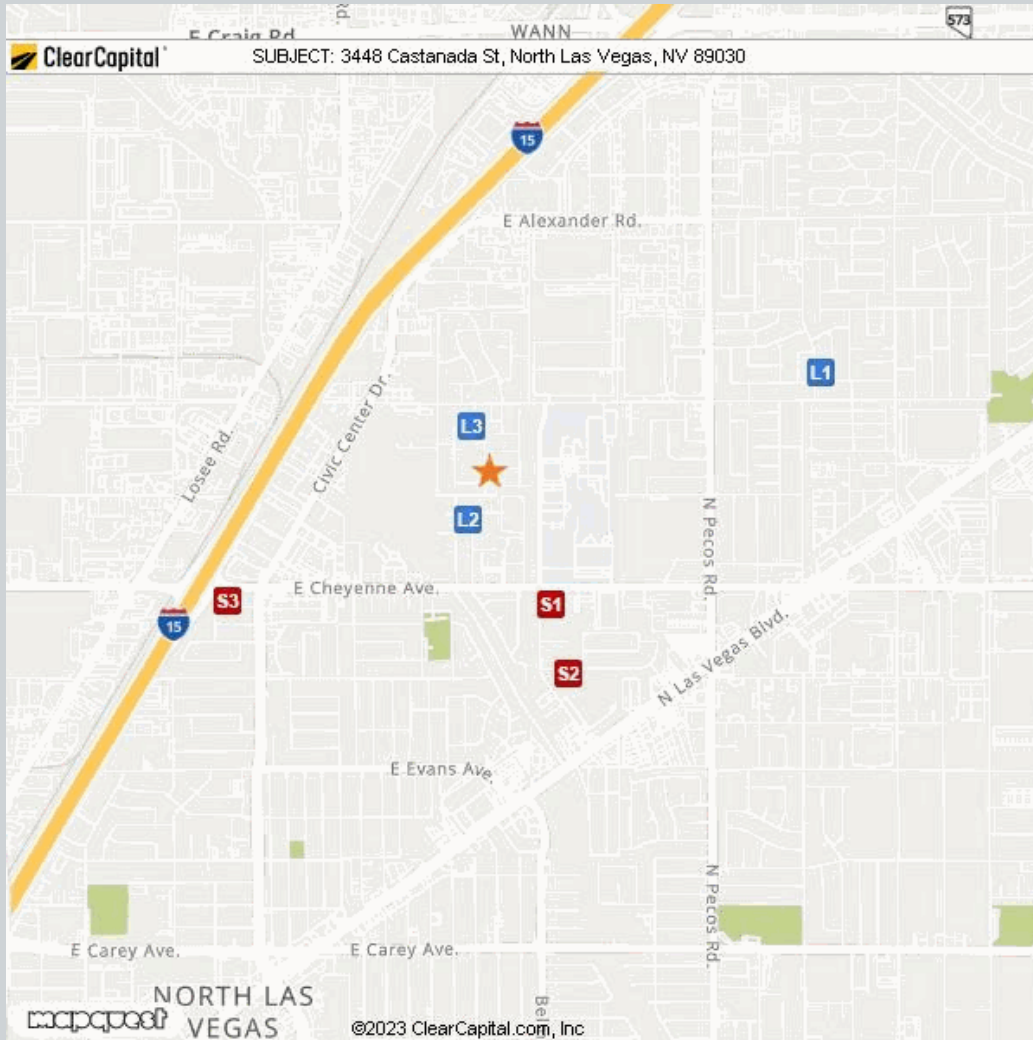 E Craig Rd.
WANN
573
ClearCapital
SUBJECT: 3448 Castanada St, North Las Vegas, NV 89030
15
E Alexander Rd.
L1
Civic Center Dr.
L3
Losee Rd.
L2
N Pecos Rd.
E Cheyenne Ave.
S3
S1
15
N Las Vegas Blvd.
S2
E Evans Ave.
N Pecos Rd.
E Carey Ave.
E Carey Ave.
NORTH LAS
VEGAS
mapquest
©2023 ClearCapital.com, Inc